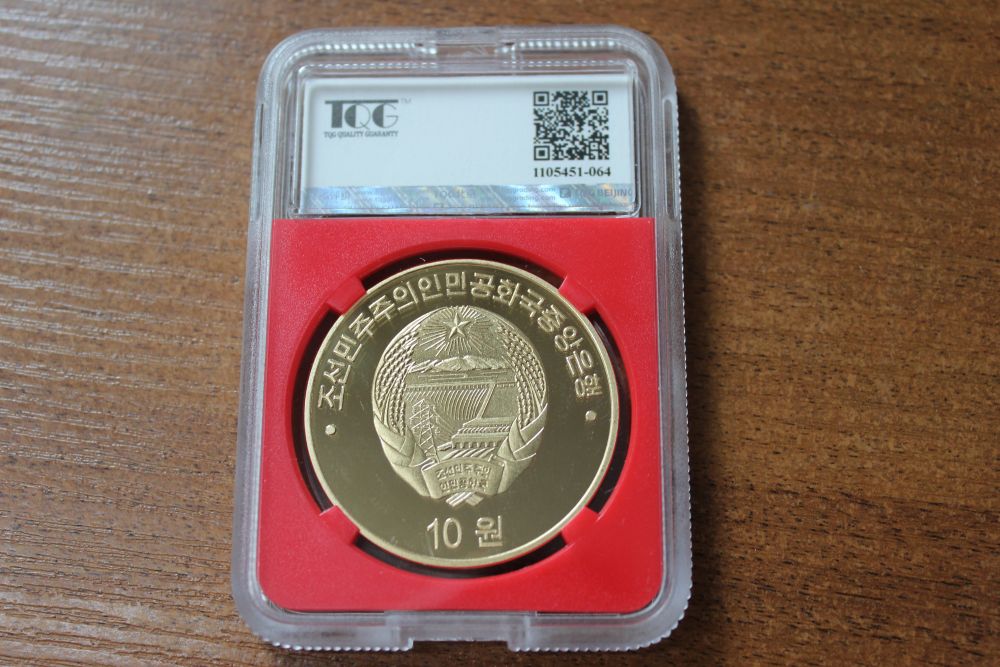 TQG™
TQG QUALITY GUARANTY
1105451-064
조선민주주의인민공화국중앙은행
조선민주주의
인민공화국
10 원